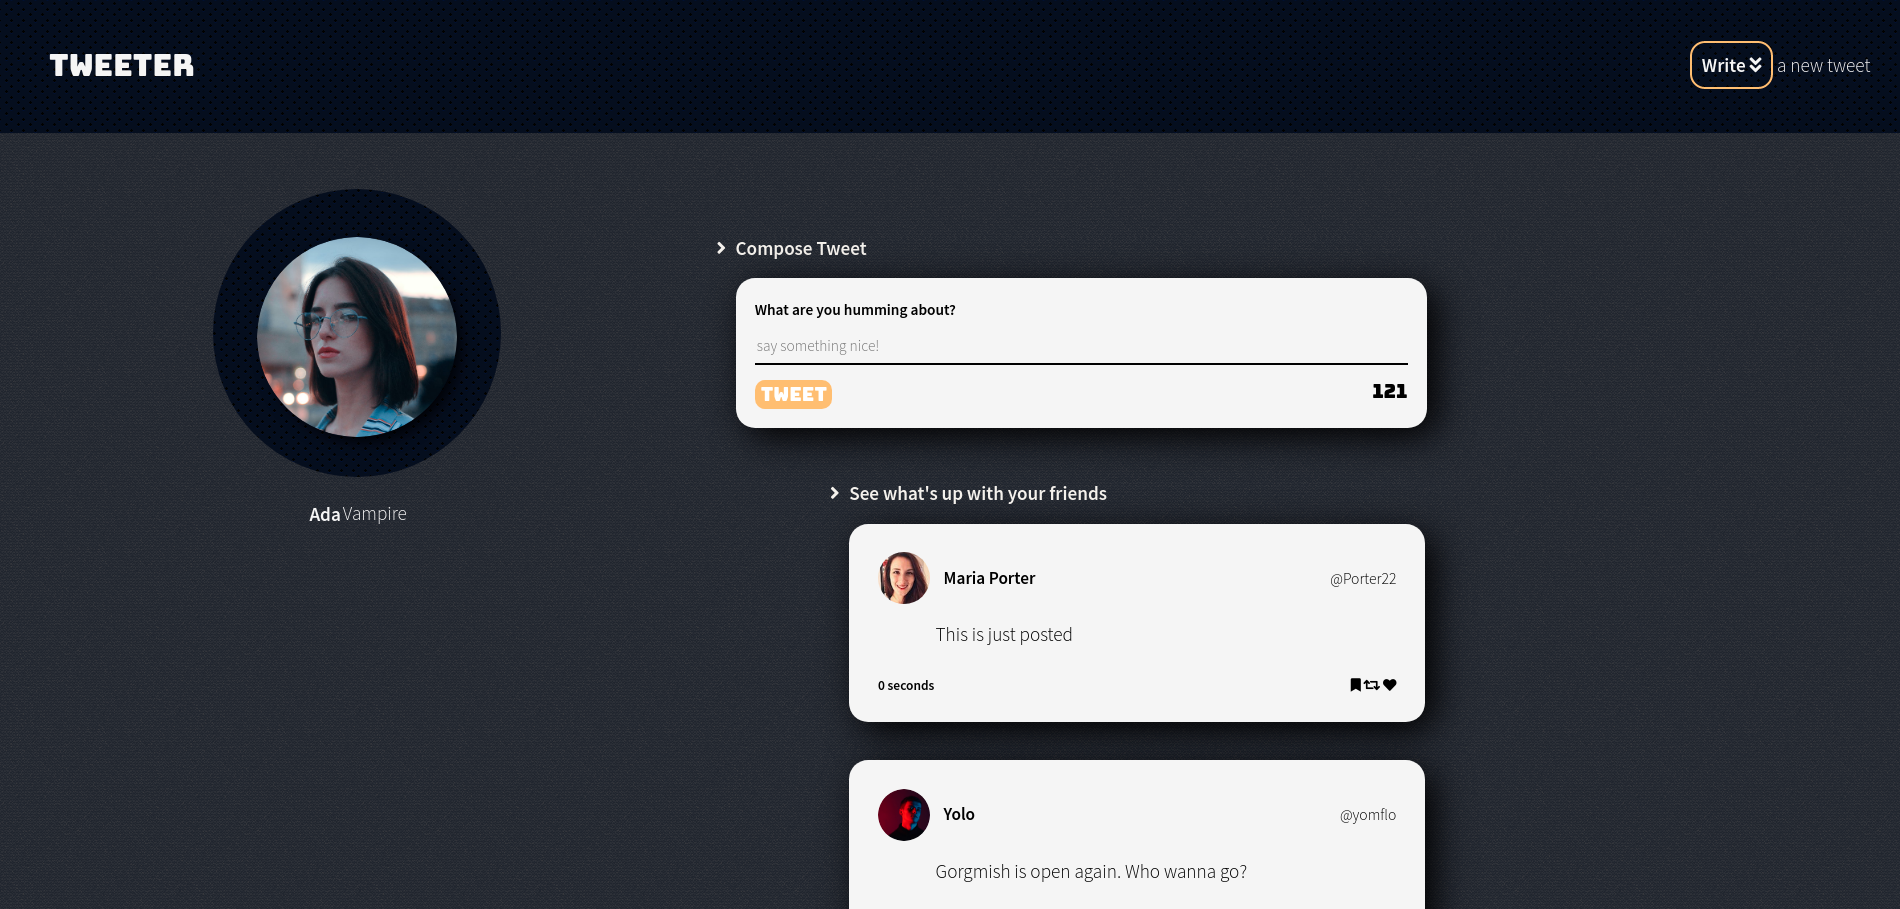 TWEETER
Write a new tweet
Ada Vampire
Compose Tweet
What are you humming about?
say something nice!
TWEET 121
See what's up with your friends
Maria Porter @Porter22
This is just posted
0 seconds
Yolo @yomflo
Gorgmish is open again. Who wanna go?